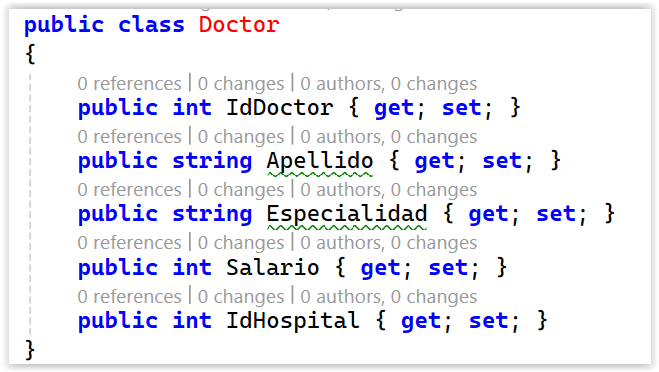 public class Doctor
{
0 references | 0 changes | 0 authors, 0 changes
public int IdDoctor { get; set; }
0 references | 0 changes | 0 authors, 0 changes
public string Apellido { get; set; }
0 references | 0 changes | 0 authors, 0 changes
public string Especialidad { get; set; }
0 references | 0 changes | 0 authors, 0 changes
public int Salario { get; set; }
0 references | 0 changes | 0 authors, 0 changes
public int IdHospital { get; set; }
}